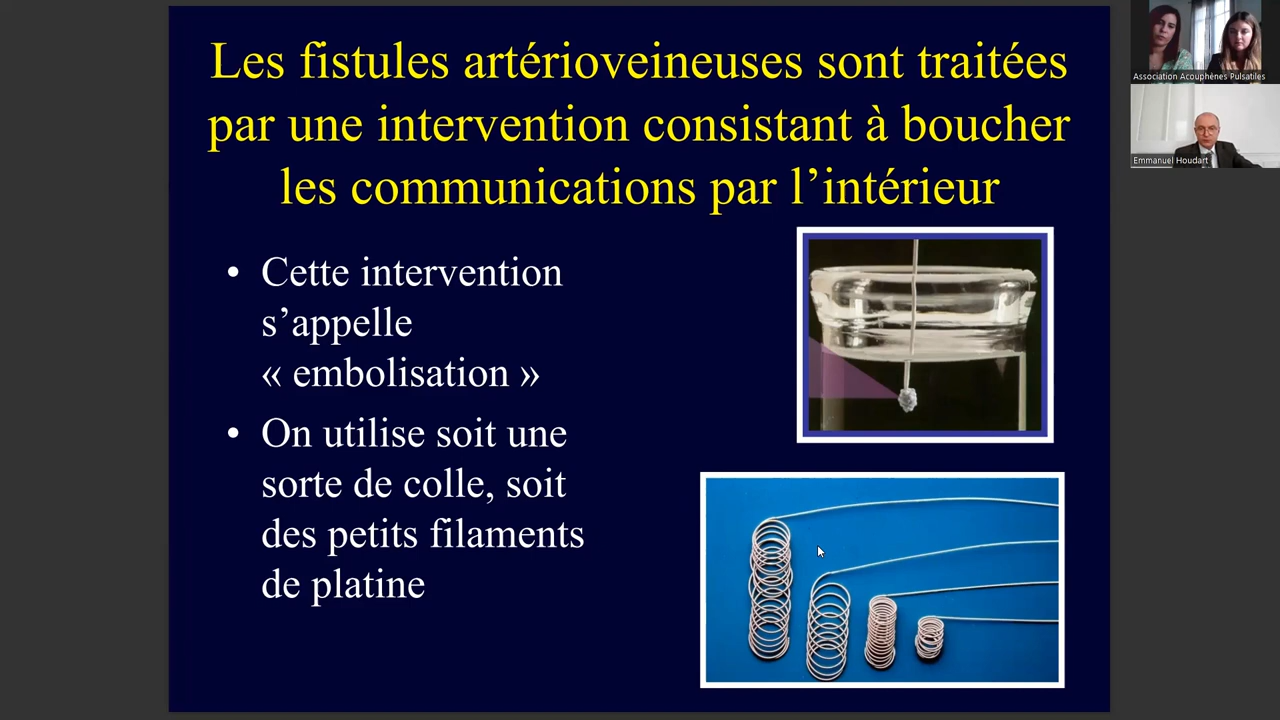 Les fistules artérioveineuses sont traitées
par une intervention consistant à boucher
les communications par l’intérieur
• Cette intervention
s’appelle
« embolisation »
• On utilise soit une
sorte de colle, soit
des petits filaments
de platine
Association Acouphènes Pulsatiles
Emmanuel Houdart